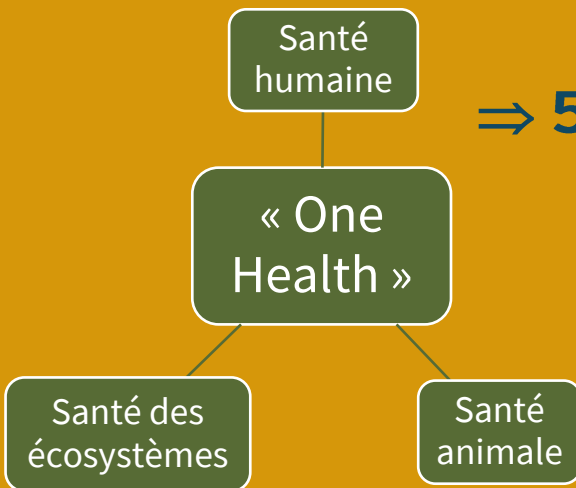 Santé
humaine
⇒ 5
« One
Health »
Santé des
écosystèmes
Santé
animale